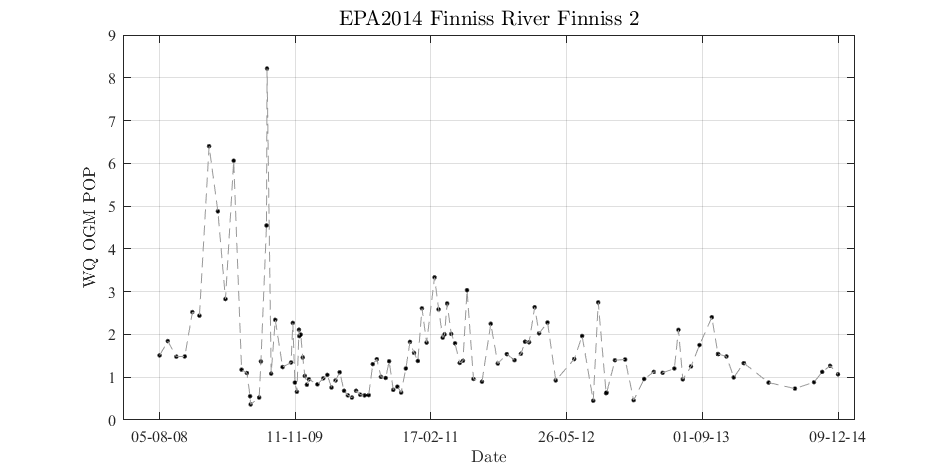 EPA2014 Finniss River Finniss 2
9
8
7
6
5
4
3
2
1
0
WQ OGM POP
05-08-08 11-11-09 17-02-11 26-05-12 01-09-13 09-12-14
Date